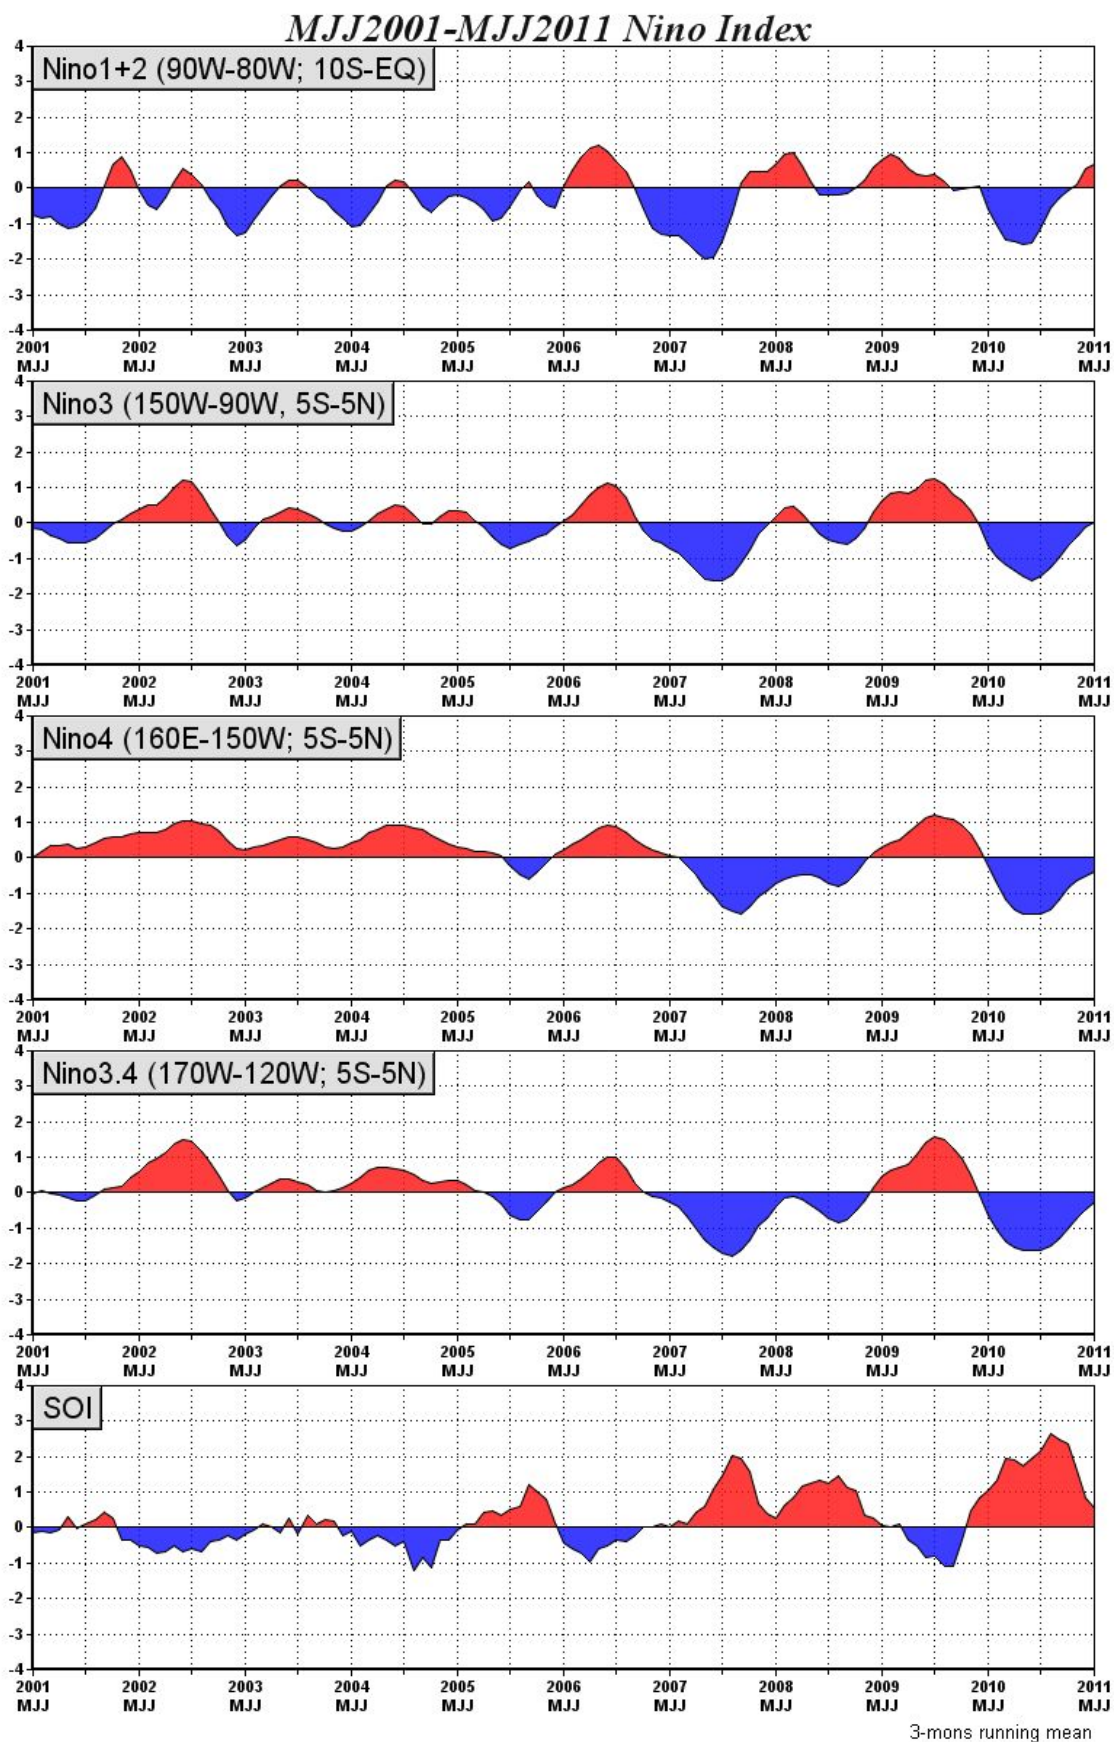 MJJ2001-MJJ2011 Nino Index
Nino1+2 (90W-80W; 10S-EQ)
4
3
2
1
0
-1
-2
-3
-4
2001 2002 2003 2004 2005 2006 2007 2008 2009 2010 2011
MJJ MJJ MJJ MJJ MJJ MJJ MJJ MJJ MJJ MJJ MJJ
Nino3 (150W-90W, 5S-5N)
4
3
2
1
0
-1
-2
-3
-4
2001 2002 2003 2004 2005 2006 2007 2008 2009 2010 2011
MJJ MJJ MJJ MJJ MJJ MJJ MJJ MJJ MJJ MJJ MJJ
Nino4 (160E-150W; 5S-5N)
4
3
2
1
0
-1
-2
-3
-4
2001 2002 2003 2004 2005 2006 2007 2008 2009 2010 2011
MJJ MJJ MJJ MJJ MJJ MJJ MJJ MJJ MJJ MJJ MJJ
Nino3.4 (170W-120W; 5S-5N)
4
3
2
1
0
-1
-2
-3
-4
2001 2002 2003 2004 2005 2006 2007 2008 2009 2010 2011
MJJ MJJ MJJ MJJ MJJ MJJ MJJ MJJ MJJ MJJ MJJ
SOI
4
3
2
1
0
-1
-2
-3
-4
2001 2002 2003 2004 2005 2006 2007 2008 2009 2010 2011
MJJ MJJ MJJ MJJ MJJ MJJ MJJ MJJ MJJ MJJ MJJ
3-mons running mean